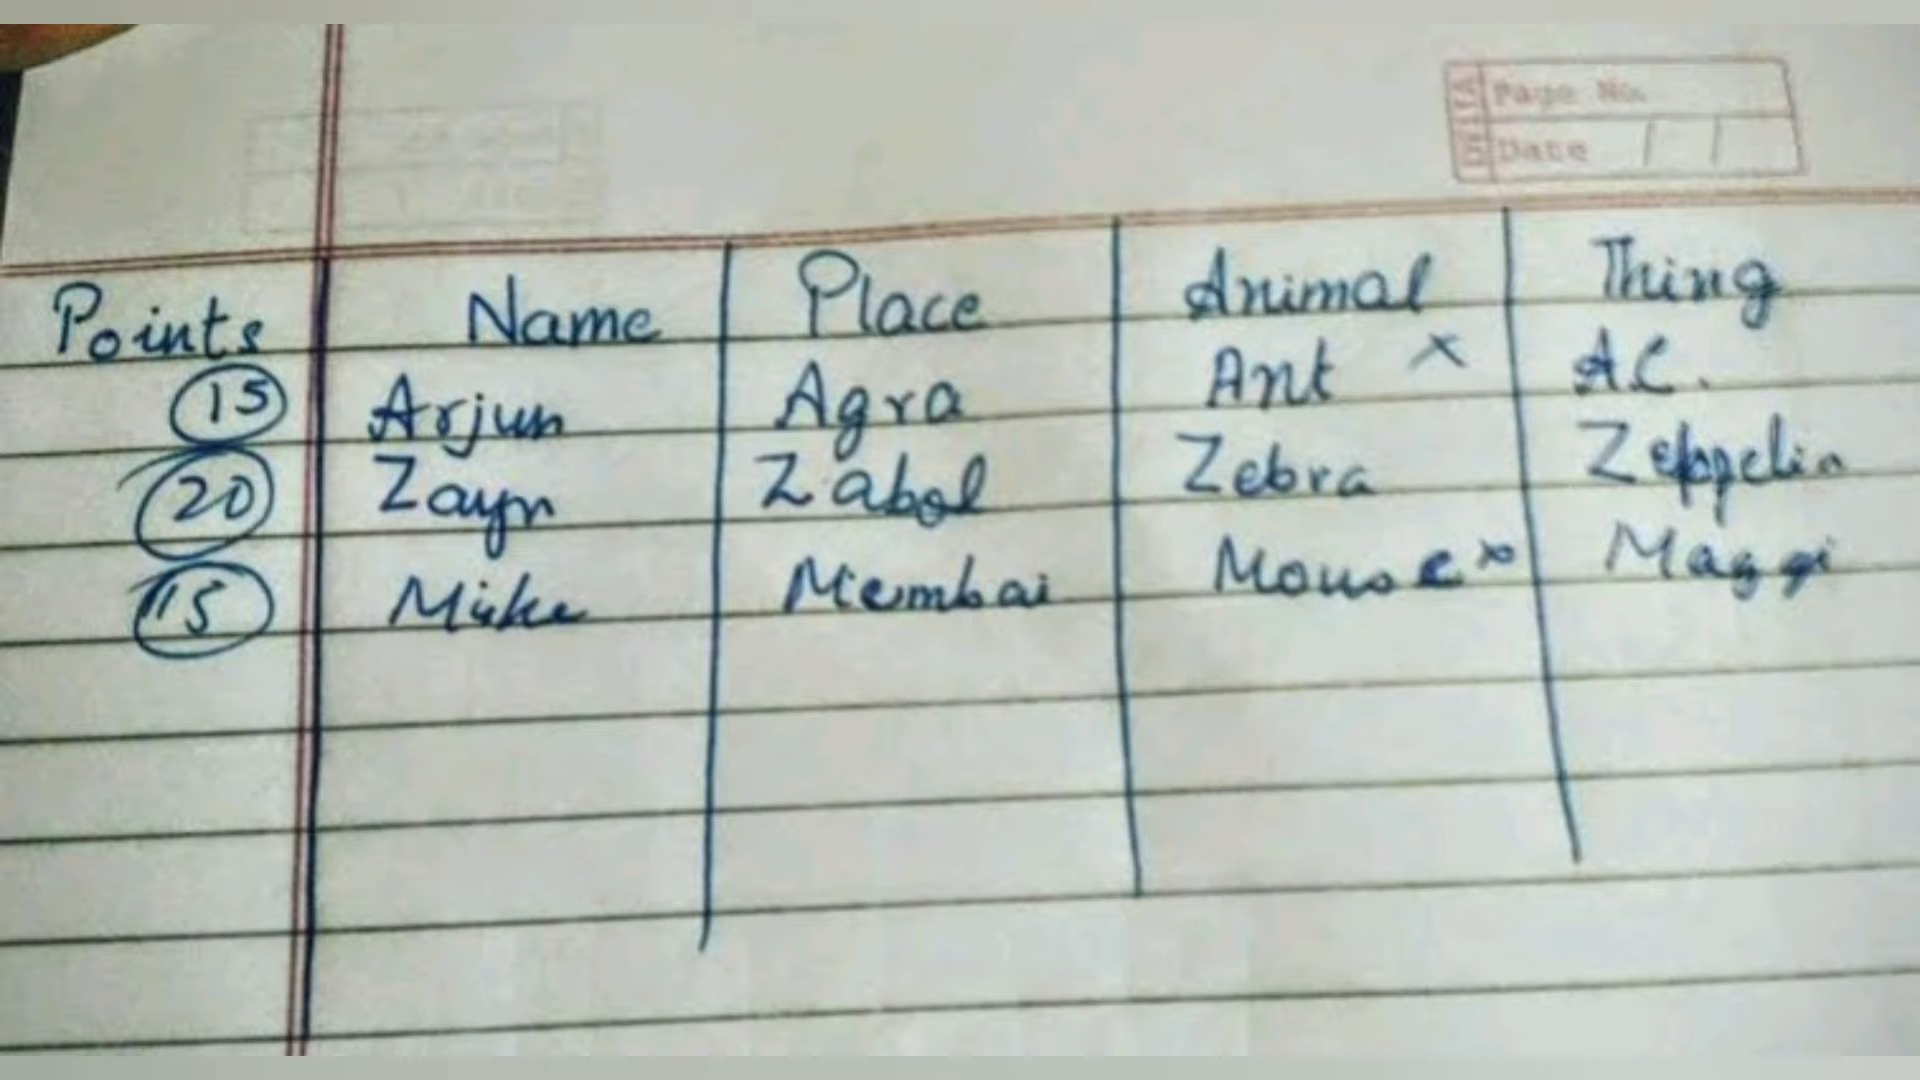 Page No.
Date / /
Points Name Place Animal Thing
15 Arjun Agra Ant x A.C.
20 Zayn Zabol Zebra Zeppelin
15 Mike Mumbai Mouse x Maggi